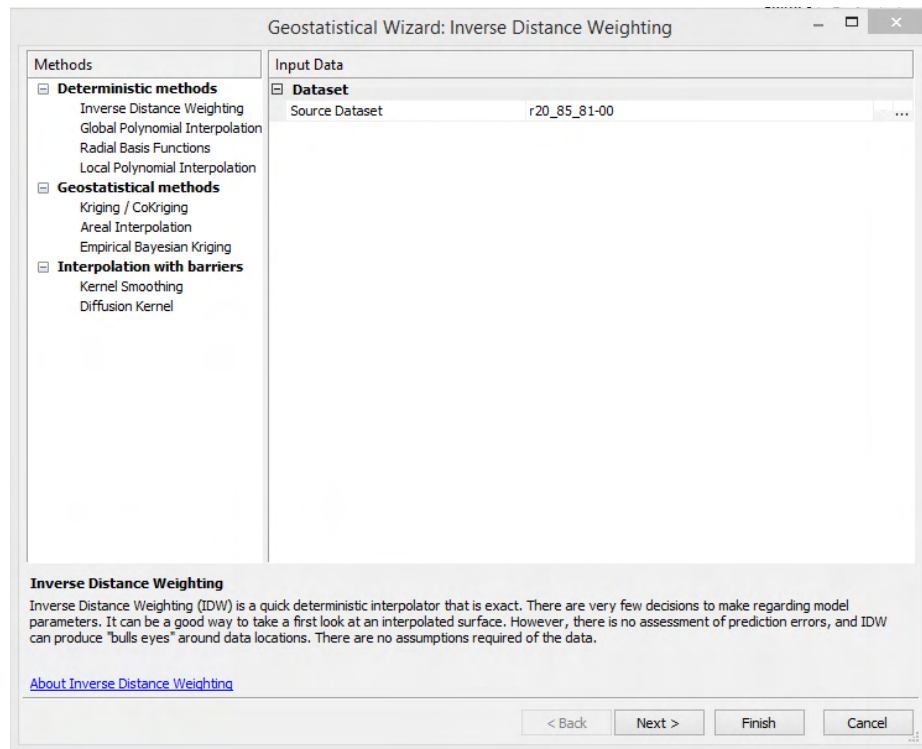 Geostatistical Wizard: Inverse Distance Weighting
Methods
Deterministic methods
Inverse Distance Weighting
Global Polynomial Interpolation
Radial Basis Functions
Local Polynomial Interpolation
Geostatistical methods
Kriging / CoKriging
Areal Interpolation
Empirical Bayesian Kriging
Interpolation with barriers
Kernel Smoothing
Diffusion Kernel
Input Data
Dataset
Source Dataset r20_85_81-00 ...
Inverse Distance Weighting
Inverse Distance Weighting (IDW) is a quick deterministic interpolator that is exact. There are very few decisions to make regarding model
parameters. It can be a good way to take a first look at an interpolated surface. However, there is no assessment of prediction errors, and IDW
can produce "bulls eyes" around data locations. There are no assumptions required of the data.
About Inverse Distance Weighting
< Back Next > Finish Cancel